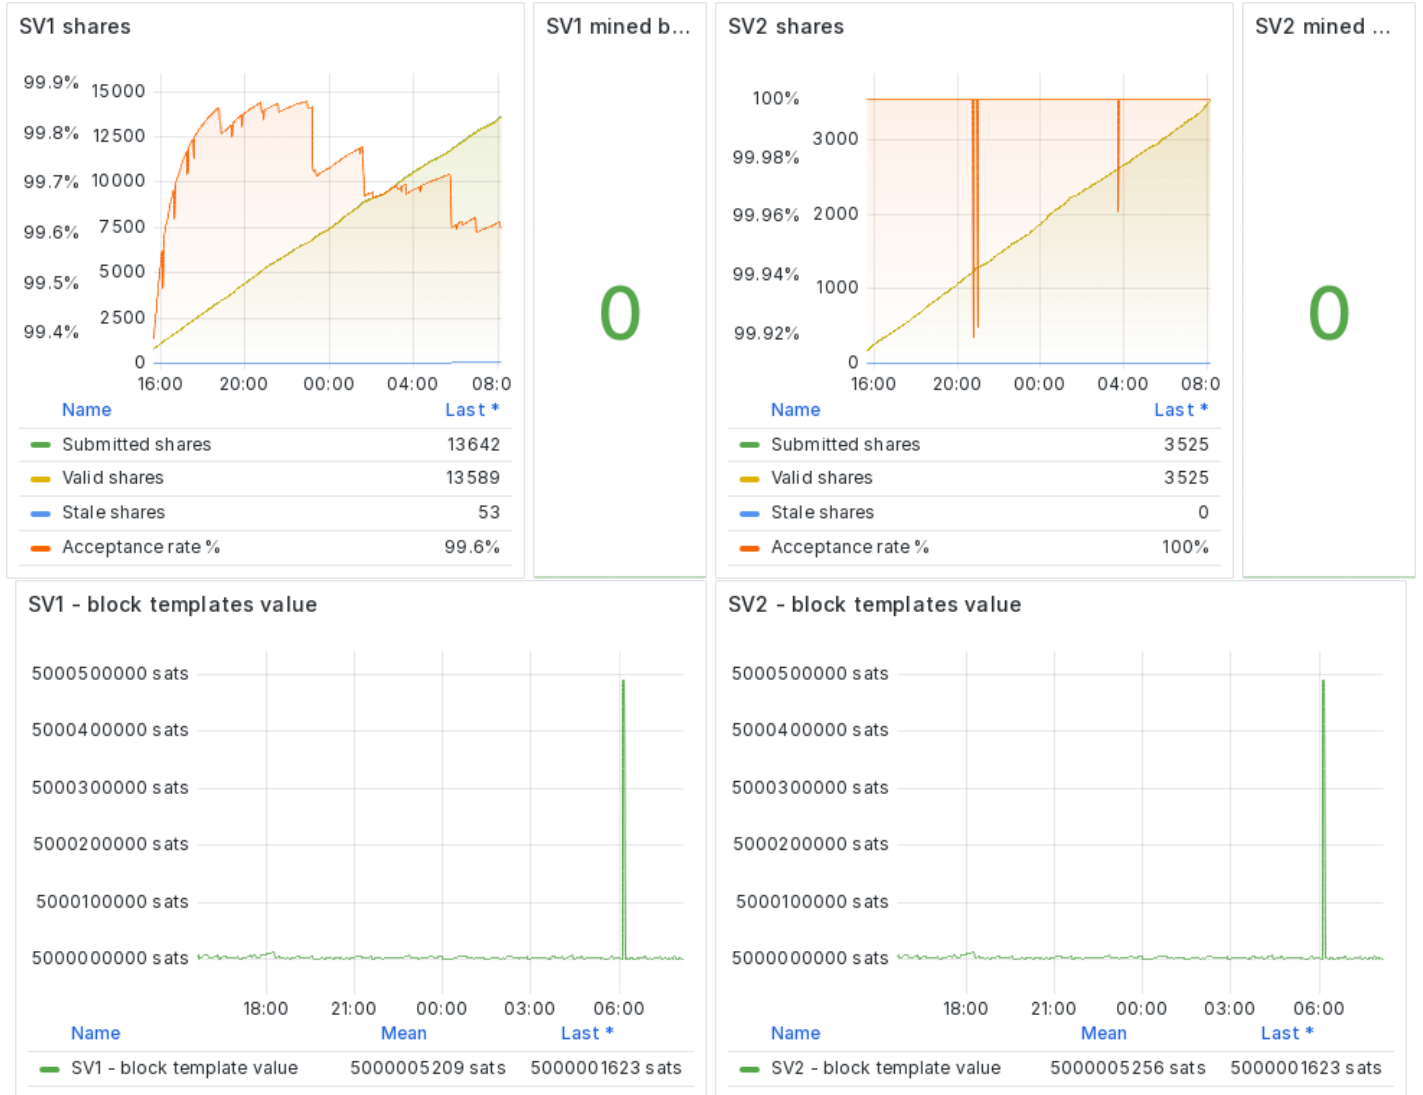 SV1 shares
99.9%
99.8%
99.7%
99.6%
99.5%
99.4%
15000
12500
10000
7500
5000
2500
0
16:00 20:00 00:00 04:00 08:0
Name Last *
Submitted shares 13642
Valid shares 13589
Stale shares 53
Acceptance rate % 99.6%
SV1 mined b...
0
SV2 shares
100%
99.98%
99.96%
99.94%
99.92%
3000
2000
1000
0
16:00 20:00 00:00 04:00 08:0
Name Last *
Submitted shares 3525
Valid shares 3525
Stale shares 0
Acceptance rate % 100%
SV2 mined ...
0
SV1 - block templates value
5000500000 sats
5000400000 sats
5000300000 sats
5000200000 sats
5000100000 sats
5000000000 sats
18:00 21:00 00:00 03:00 06:00
Name Mean Last *
SV1 - block template value 5000005209 sats 5000001623 sats
SV2 - block templates value
5000500000 sats
5000400000 sats
5000300000 sats
5000200000 sats
5000100000 sats
5000000000 sats
18:00 21:00 00:00 03:00 06:00
Name Mean Last *
SV2 - block template value 5000005256 sats 5000001623 sats